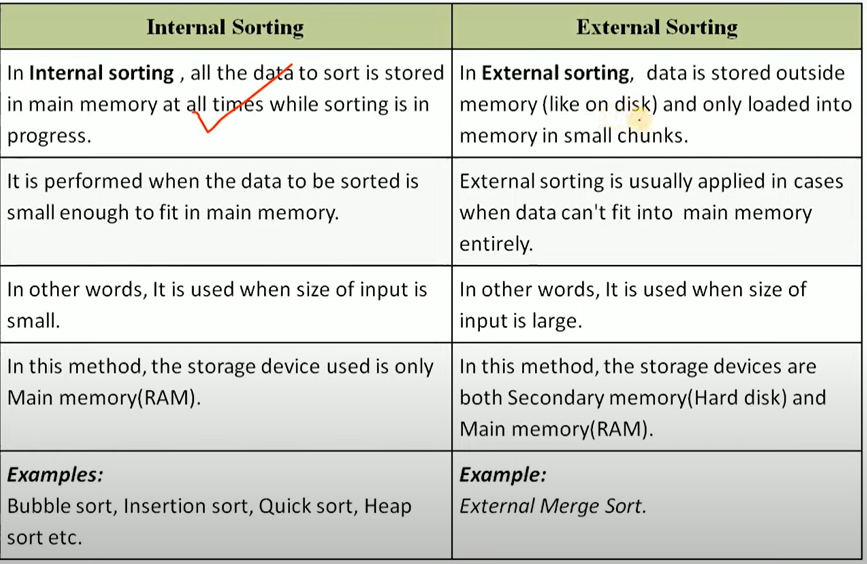 Internal Sorting
External Sorting
In Internal sorting , all the data to sort is stored
in main memory at all times while sorting is in
progress.
In External sorting, data is stored outside
memory (like on disk) and only loaded into
memory in small chunks.
It is performed when the data to be sorted is
small enough to fit in main memory.
External sorting is usually applied in cases
when data can't fit into main memory
entirely.
In other words, It is used when size of input is
small.
In other words, It is used when size of
input is large.
In this method, the storage device used is only
Main memory(RAM).
In this method, the storage devices are
both Secondary memory(Hard disk) and
Main memory(RAM).
Examples:
Bubble sort, Insertion sort, Quick sort, Heap
sort etc.
Example:
External Merge Sort.